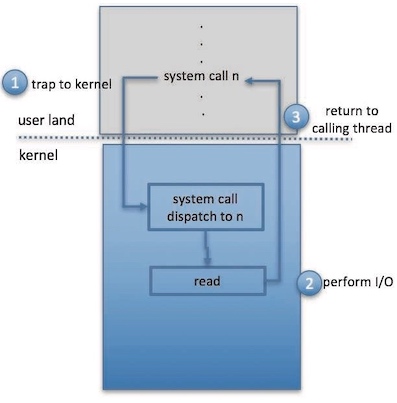 system call n
1
trap to kernel
3
return to
calling thread
user land
kernel
system call
dispatch to n
read
2
perform I/O